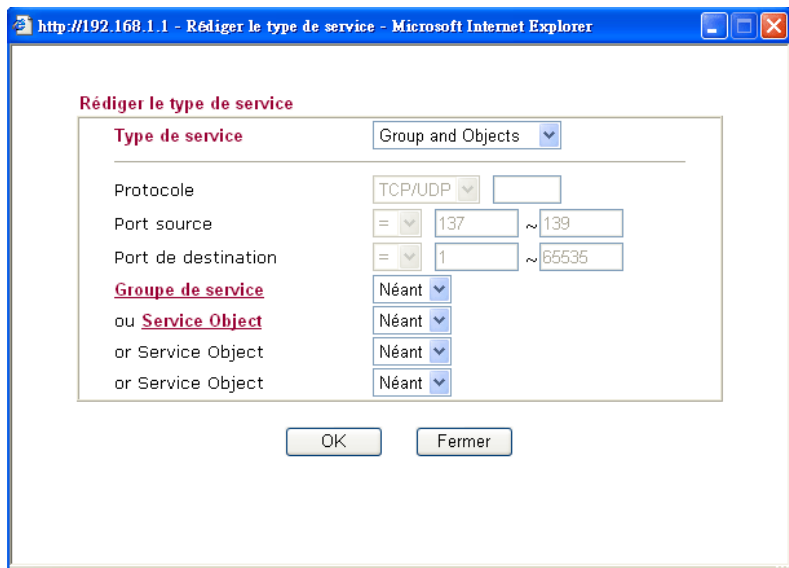 http://192.168.1.1 - Rédiger le type de service - Microsoft Internet Explorer
Rédiger le type de service
Type de service Group and Objects
Protocole TCP/UDP
Port source = 137 ~ 139
Port de destination = 1 ~ 65535
Groupe de service Néant
ou Service Object Néant
or Service Object Néant
or Service Object Néant
OK Fermer